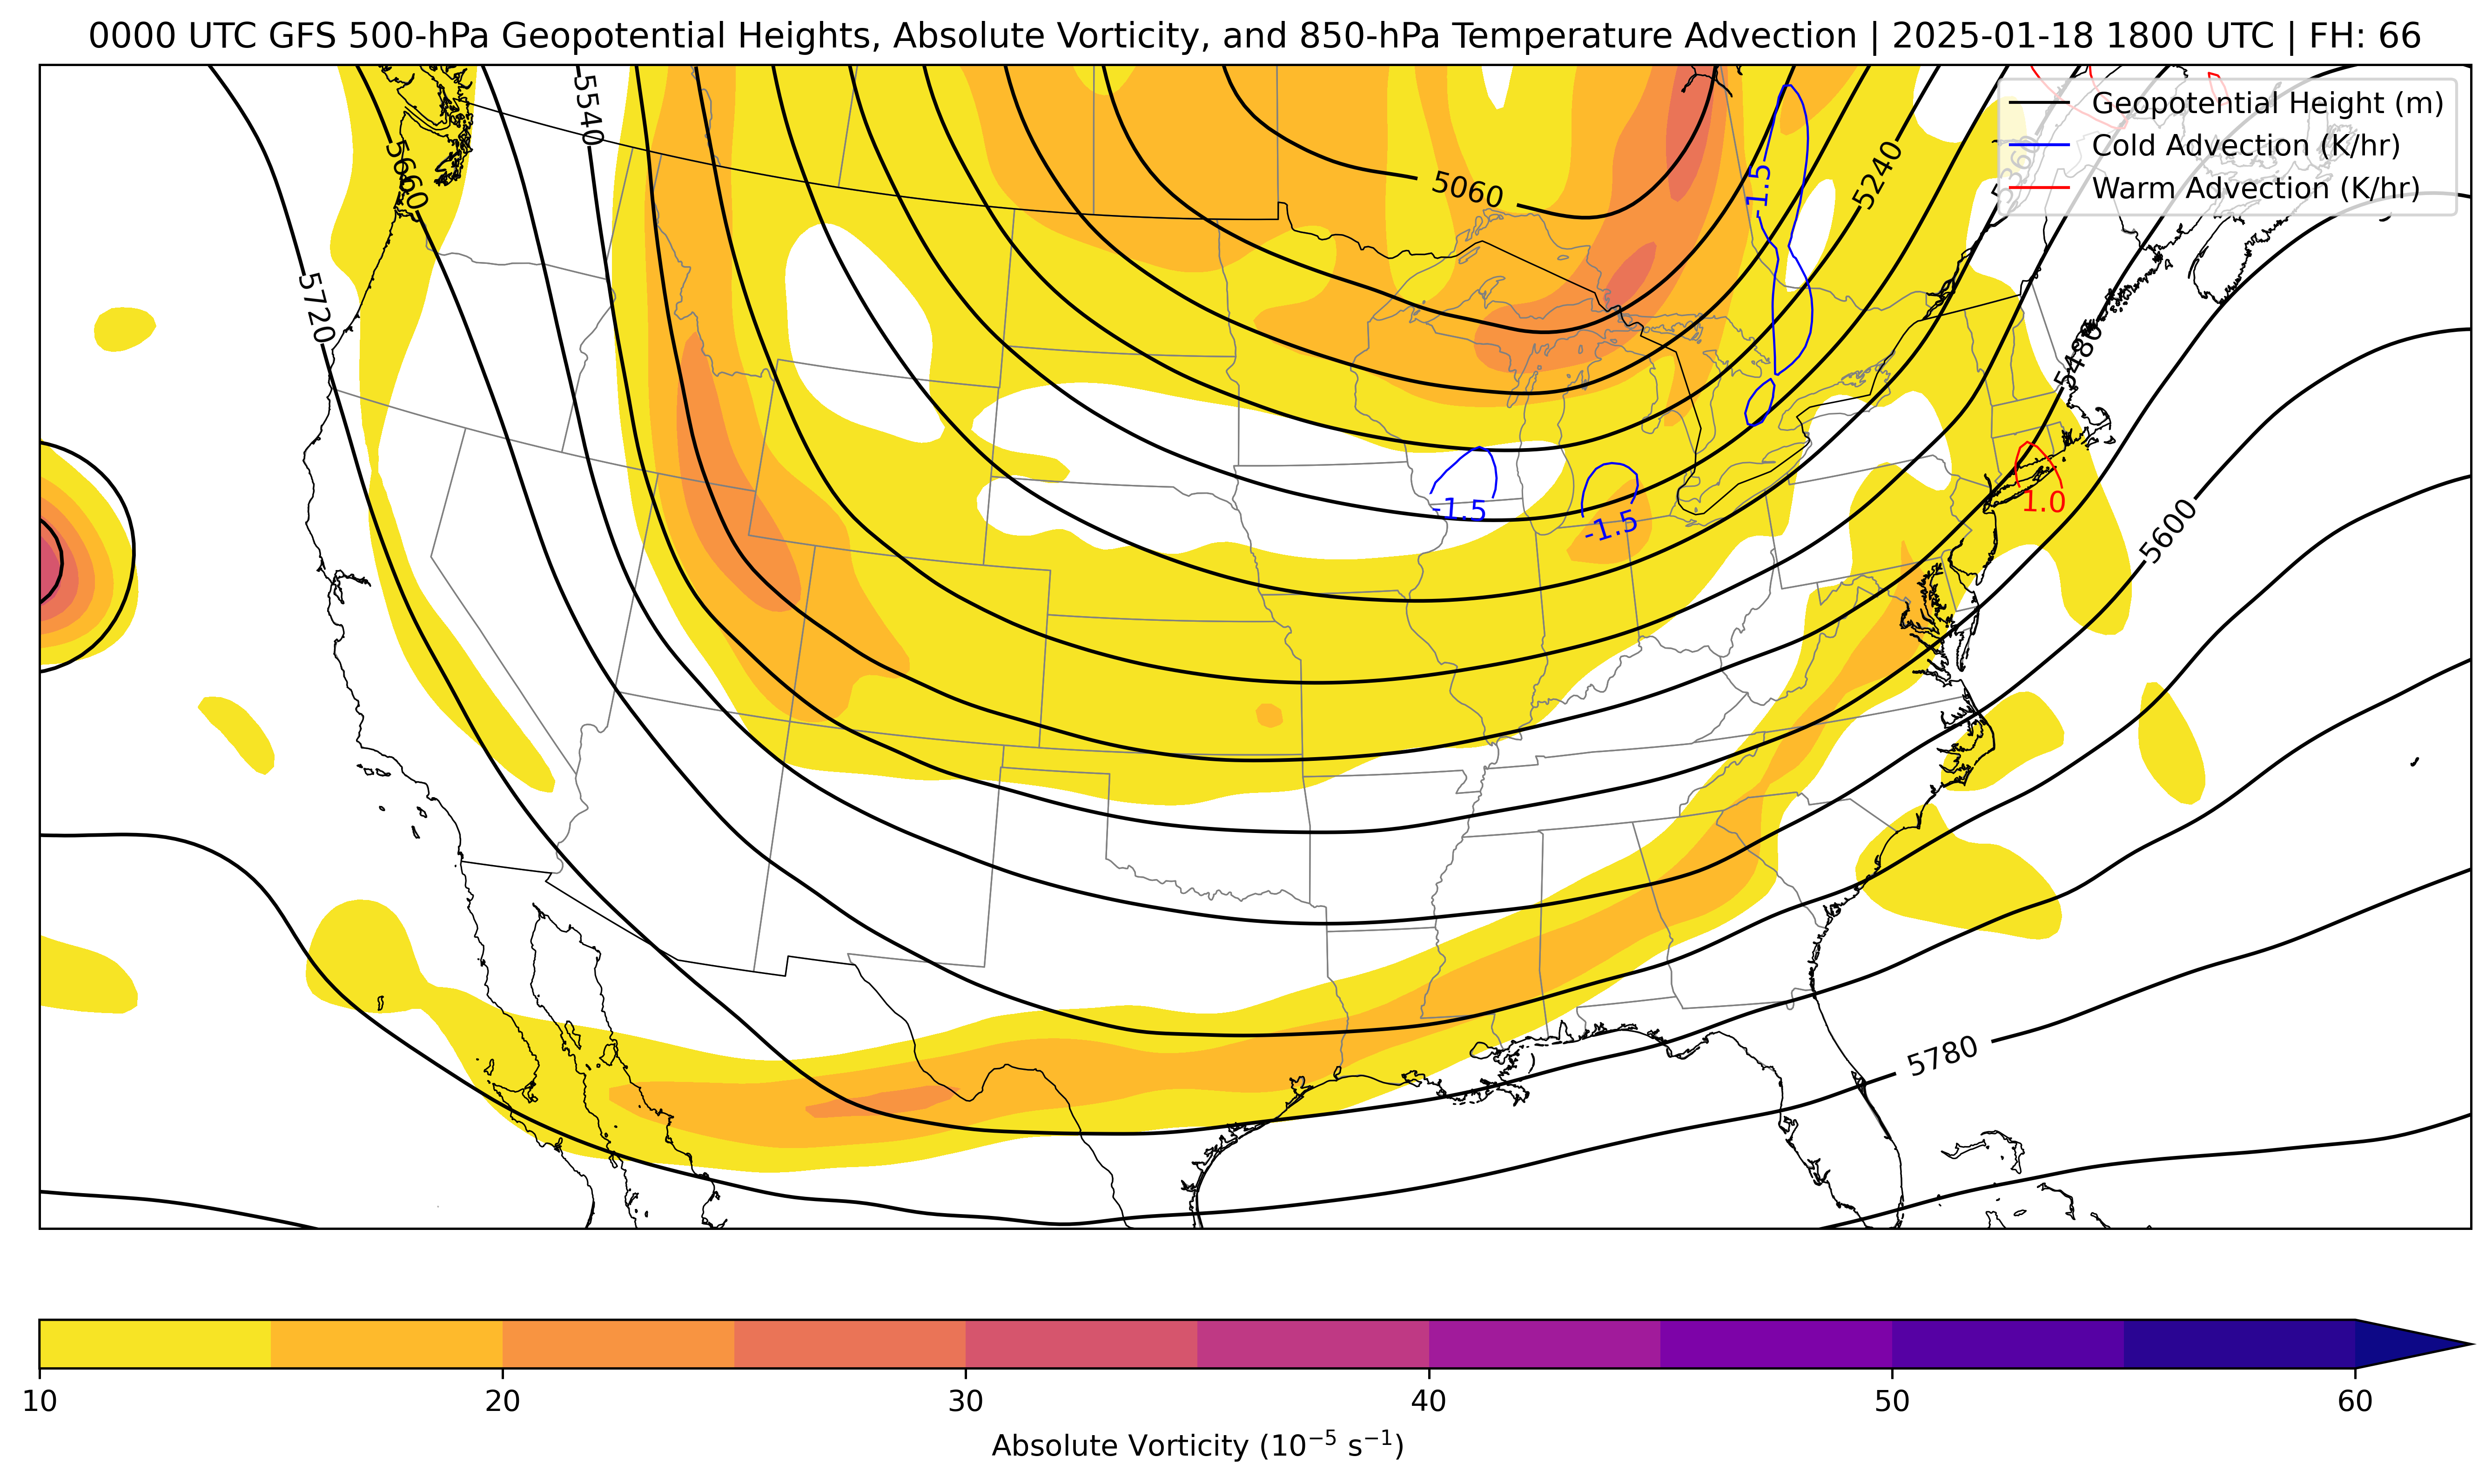 0000 UTC GFS 500-hPa Geopotential Heights, Absolute Vorticity, and 850-hPa Temperature Advection | 2025-01-18 1800 UTC | FH: 66
Geopotential Height (m)
Cold Advection (K/hr)
Warm Advection (K/hr)
5540
5660
5060
-1.5
5240
5360
5720
5480
-1.5
-1.5
1.0
5600
5780
10 20 30 40 50 60
Absolute Vorticity (10⁻⁵ s⁻¹)